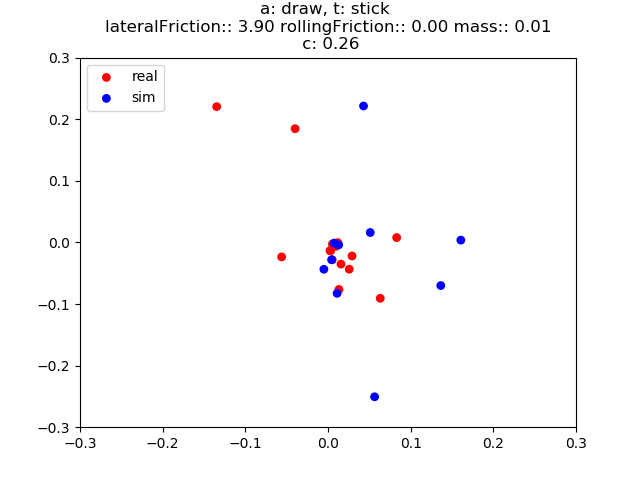 a: draw, t: stick
lateralFriction:: 3.90 rollingFriction:: 0.00 mass:: 0.01
c: 0.26
real
sim
0.3
0.2
0.1
0.0
−0.1
−0.2
−0.3
−0.3 −0.2 −0.1 0.0 0.1 0.2 0.3